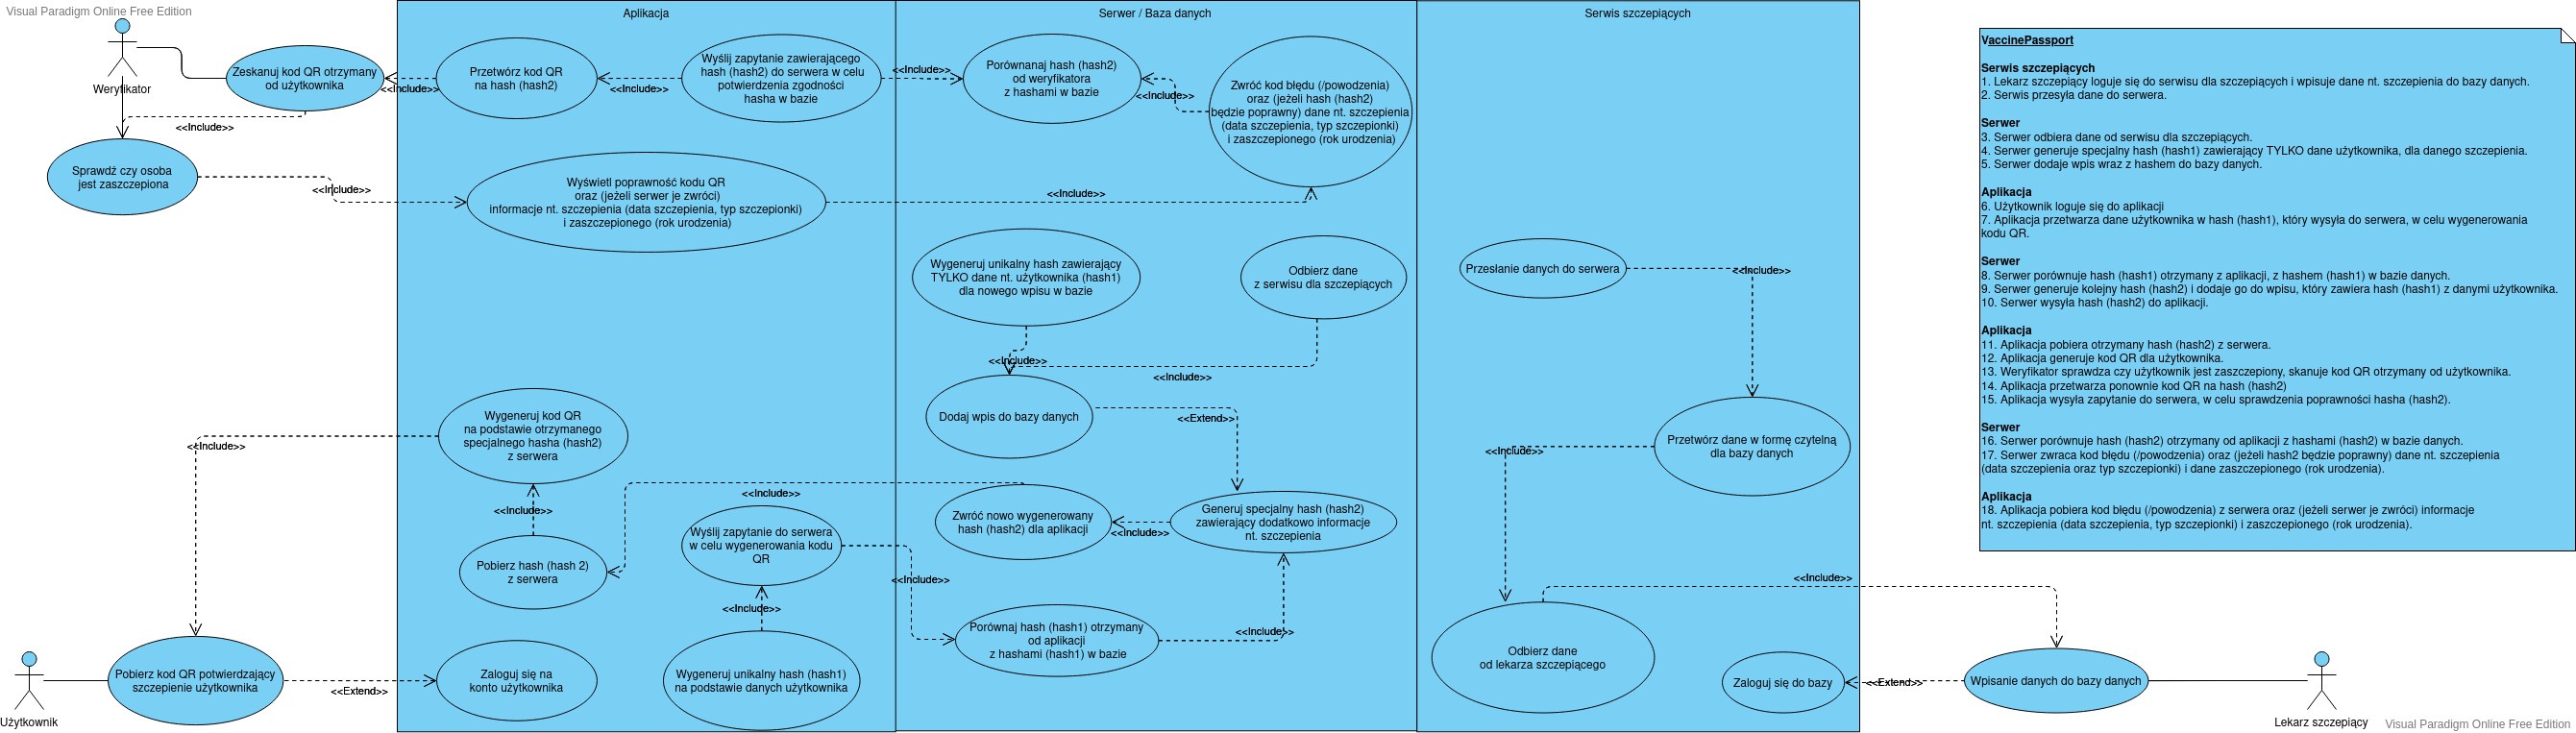 Visual Paradigm Online Free Edition
Weryfikator
Zeskanuj kod QR otrzymany
od użytkownika
<<Include>>
Sprawdź czy osoba
jest zaszczepiona
<<Include>>
<<Include>>
Aplikacja
Przetwórz kod QR
na hash (hash2)
<<Include>>
Wyślij zapytanie zawierającego
hash (hash2) do serwera w celu
potwierdzenia zgodności
hasha w bazie
<<Include>>
Wyświetl poprawność kodu QR
oraz (jeżeli serwer je zwróci)
informacje nt. szczepienia (data szczepienia, typ szczepionki)
i zaszczepionego (rok urodzenia)
<<Include>>
Serwer / Baza danych
Porównanaj hash (hash2)
od weryfikatora
z hashami w bazie
<<Include>>
Zwróć kod błędu (/powodzenia)
oraz (jeżeli hash (hash2)
będzie poprawny) dane nt. szczepienia
(data szczepienia, typ szczepionki)
i zaszczepionego (rok urodzenia)
Wygeneruj unikalny hash zawierający
TYLKO dane nt. użytkownika (hash1)
dla nowego wpisu w bazie
Odbierz dane
z serwisu dla szczepiących
<<Include>>
<<Include>>
Dodaj wpis do bazy danych
<<Extend>>
Wygeneruj kod QR
na podstawie otrzymanego
specjalnego hasha (hash2)
z serwera
<<Include>>
<<Include>>
<<Include>>
Pobierz hash (hash 2)
z serwera
Wyślij zapytanie do serwera
w celu wygenerowania kodu
QR
<<Include>>
<<Include>>
Zwróć nowo wygenerowany
hash (hash2) dla aplikacji
<<Include>>
Generuj specjalny hash (hash2)
zawierający dodatkowo informacje
nt. szczepienia
Porównaj hash (hash1) otrzymany
od aplikacji
z hashami (hash1) w bazie
<<Include>>
Użytkownik
Pobierz kod QR potwierdzający
szczepienie użytkownika
<<Extend>>
Zaloguj się na
konto użytkownika
Wygeneruj unikalny hash (hash1)
na podstawie danych użytkownika
Serwis szczepiących
Przesłanie danych do serwera
<<Include>>
Przetwórz dane w formę czytelną
dla bazy danych
<<Include>>
Odbierz dane
od lekarza szczepiącego
<<Include>>
Zaloguj się do bazy
<<Extend>>
Wpisanie danych do bazy danych
Lekarz szczepiący
VaccinePassport
Serwis szczepiących
1. Lekarz szczepiący loguje się do serwisu dla szczepiących i wpisuje dane nt. szczepienia do bazy danych.
2. Serwis przesyła dane do serwera.
Serwer
3. Serwer odbiera dane od serwisu dla szczepiących.
4. Serwer generuje specjalny hash (hash1) zawierający TYLKO dane użytkownika, dla danego szczepienia.
5. Serwer dodaje wpis wraz z hashem do bazy danych.
Aplikacja
6. Użytkownik loguje się do aplikacji
7. Aplikacja przetwarza dane użytkownika w hash (hash1), który wysyła do serwera, w celu wygenerowania
kodu QR.
Serwer
8. Serwer porównuje hash (hash1) otrzymany z aplikacji, z hashem (hash1) w bazie danych.
9. Serwer generuje kolejny hash (hash2) i dodaje go do wpisu, który zawiera hash (hash1) z danymi użytkownika.
10. Serwer wysyła hash (hash2) do aplikacji.
Aplikacja
11. Aplikacja pobiera otrzymany hash (hash2) z serwera.
12. Aplikacja generuje kod QR dla użytkownika.
13. Weryfikator sprawdza czy użytkownik jest zaszczepiony, skanuje kod QR otrzymany od użytkownika.
14. Aplikacja przetwarza ponownie kod QR na hash (hash2)
15. Aplikacja wysyła zapytanie do serwera, w celu sprawdzenia poprawności hasha (hash2).
Serwer
16. Serwer porównuje hash (hash2) otrzymany od aplikacji z hashami (hash2) w bazie danych.
17. Serwer zwraca kod błędu (/powodzenia) oraz (jeżeli hash2 będzie poprawny) dane nt. szczepienia
(data szczepienia oraz typ szczepionki) i dane zaszczepionego (rok urodzenia).
Aplikacja
18. Aplikacja pobiera kod błędu (/powodzenia) z serwera oraz (jeżeli serwer je zwróci) informacje
nt. szczepienia (data szczepienia, typ szczepionki) i zaszczepionego (rok urodzenia).
Visual Paradigm Online Free Edition